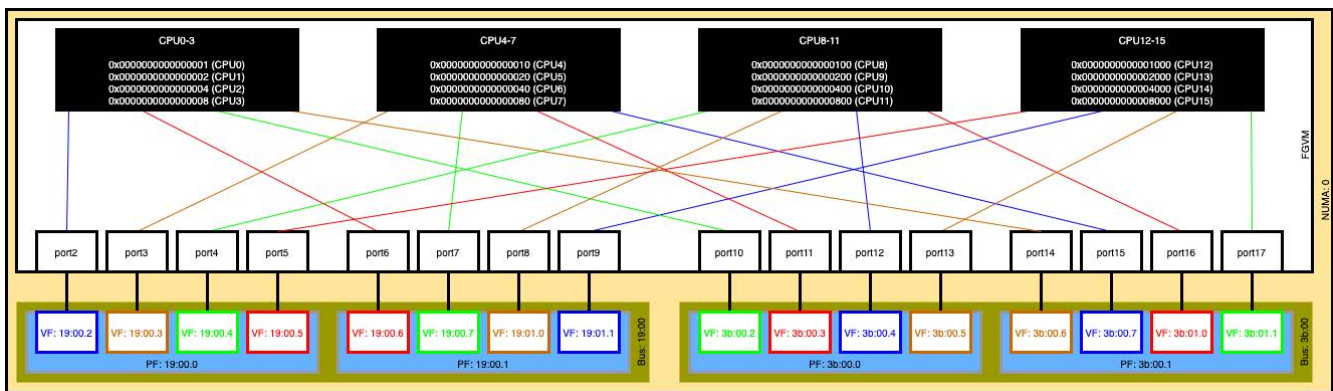 CPU0-3
0x0000000000000001 (CPU0)
0x0000000000000002 (CPU1)
0x0000000000000004 (CPU2)
0x0000000000000008 (CPU3)
CPU4-7
0x0000000000000010 (CPU4)
0x0000000000000020 (CPU5)
0x0000000000000040 (CPU6)
0x0000000000000080 (CPU7)
CPU8-11
0x0000000000000100 (CPU8)
0x0000000000000200 (CPU9)
0x0000000000000400 (CPU10)
0x0000000000000800 (CPU11)
CPU12-15
0x0000000000001000 (CPU12)
0x0000000000002000 (CPU13)
0x0000000000004000 (CPU14)
0x0000000000008000 (CPU15)
FGVM
NUMA: 0
port2
port3
port4
port5
port6
port7
port8
port9
port10
port11
port12
port13
port14
port15
port16
port17
VF: 19:00.2
VF: 19:00.3
VF: 19:00.4
VF: 19:00.5
PF: 19:00.0
VF: 19:00.6
VF: 19:00.7
VF: 19:01.0
VF: 19:01.1
PF: 19:00.1
Bus: 19:00
VF: 3b:00.2
VF: 3b:00.3
VF: 3b:00.4
VF: 3b:00.5
PF: 3b:00.0
VF: 3b:00.6
VF: 3b:00.7
VF: 3b:01.0
VF: 3b:01.1
PF: 3b:00.1
Bus: 3b:00